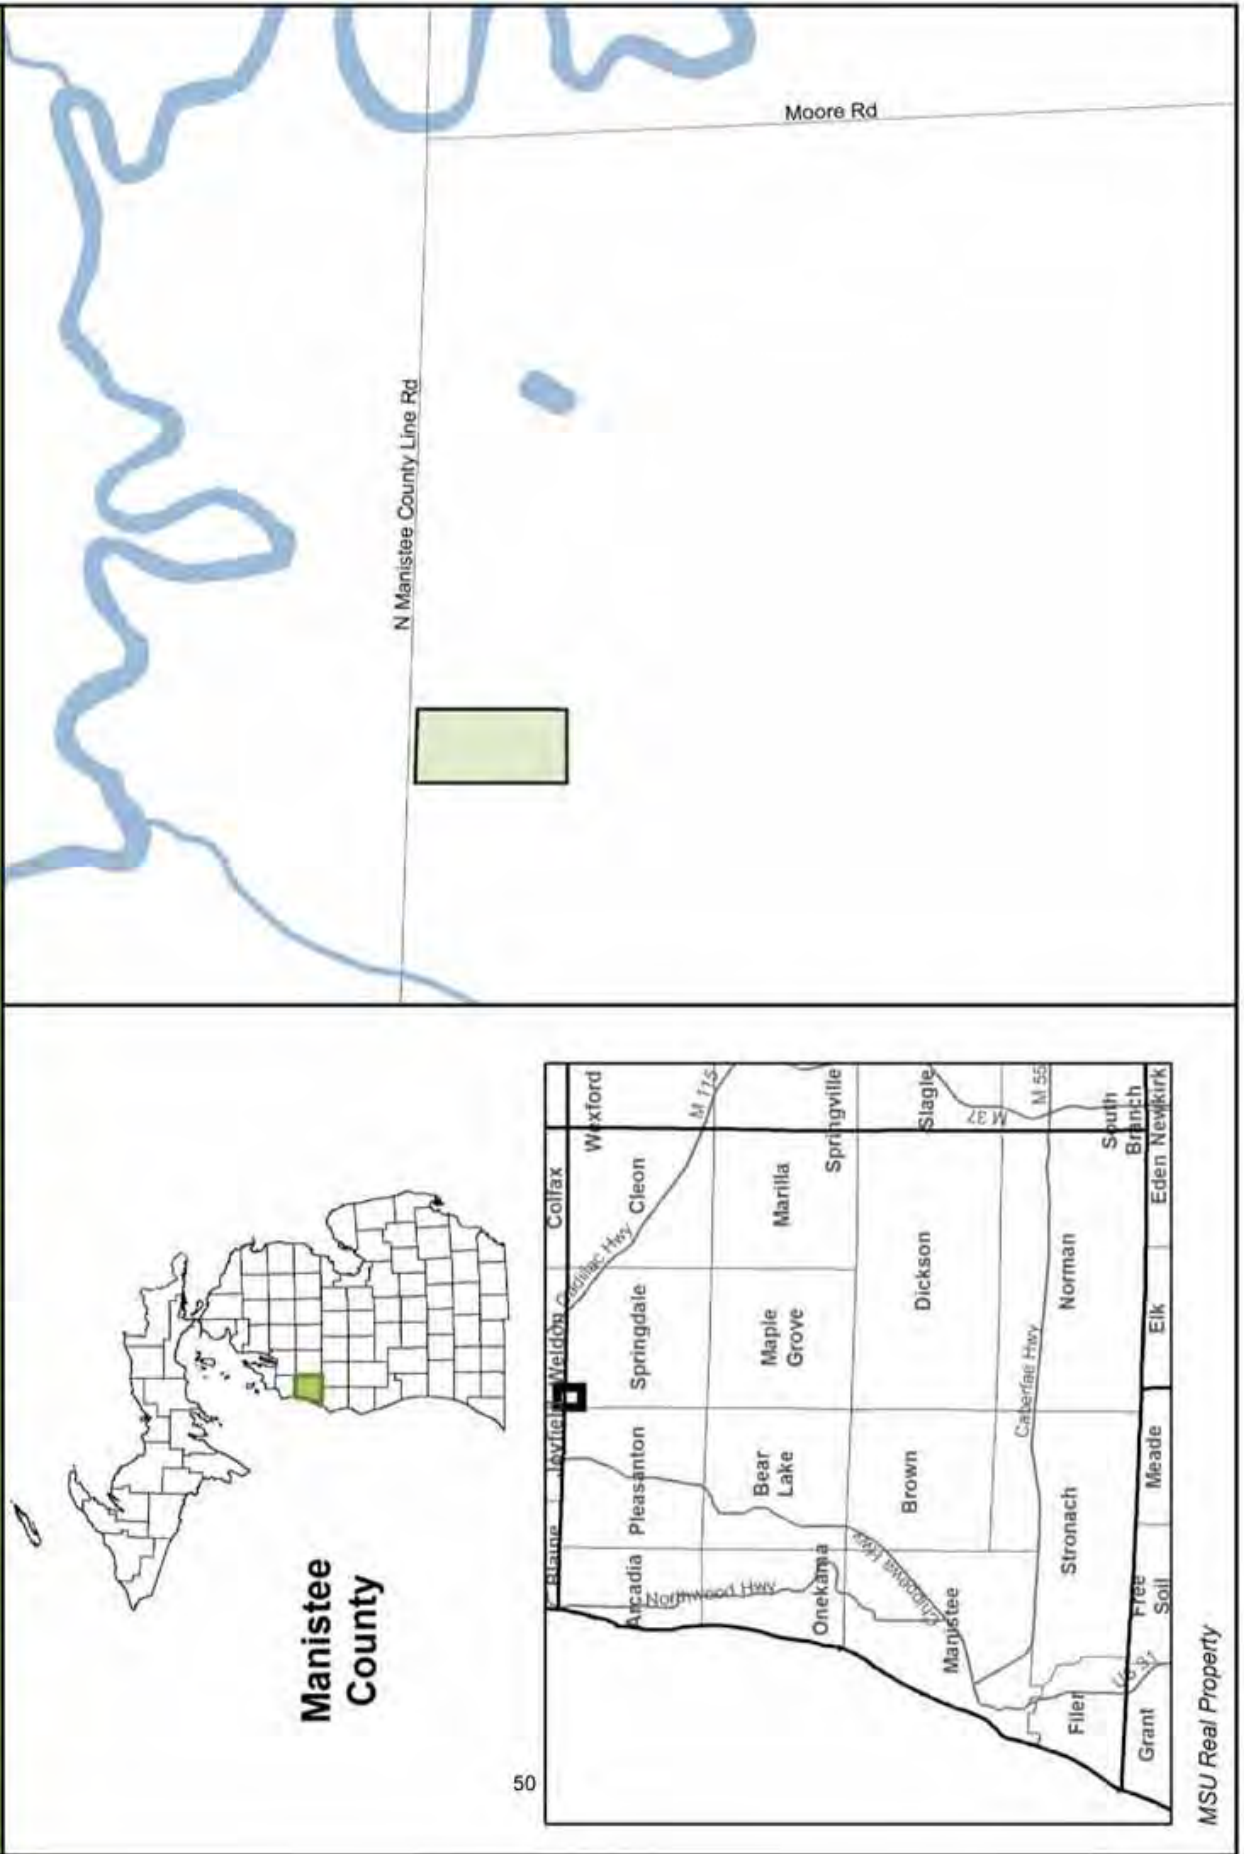 Manistee
County
Blaine
Joyfield
Weldon
Colfax
Wexford
Arcadia
Pleasanton
Springdale
Cleon
Cadillac Hwy
M 115
Northwood Hwy
Onekama
Bear
Lake
Maple
Grove
Marilla
Springville
Chippewa Hwy
Manistee
Brown
Dickson
Slagle
M 37
M 55
Caberfae Hwy
Filer
Stronach
Norman
South
Branch
US 31
Grant
Free
Soil
Meade
Elk
Eden
Newkirk
MSU Real Property
N Manistee County Line Rd
Moore Rd
50